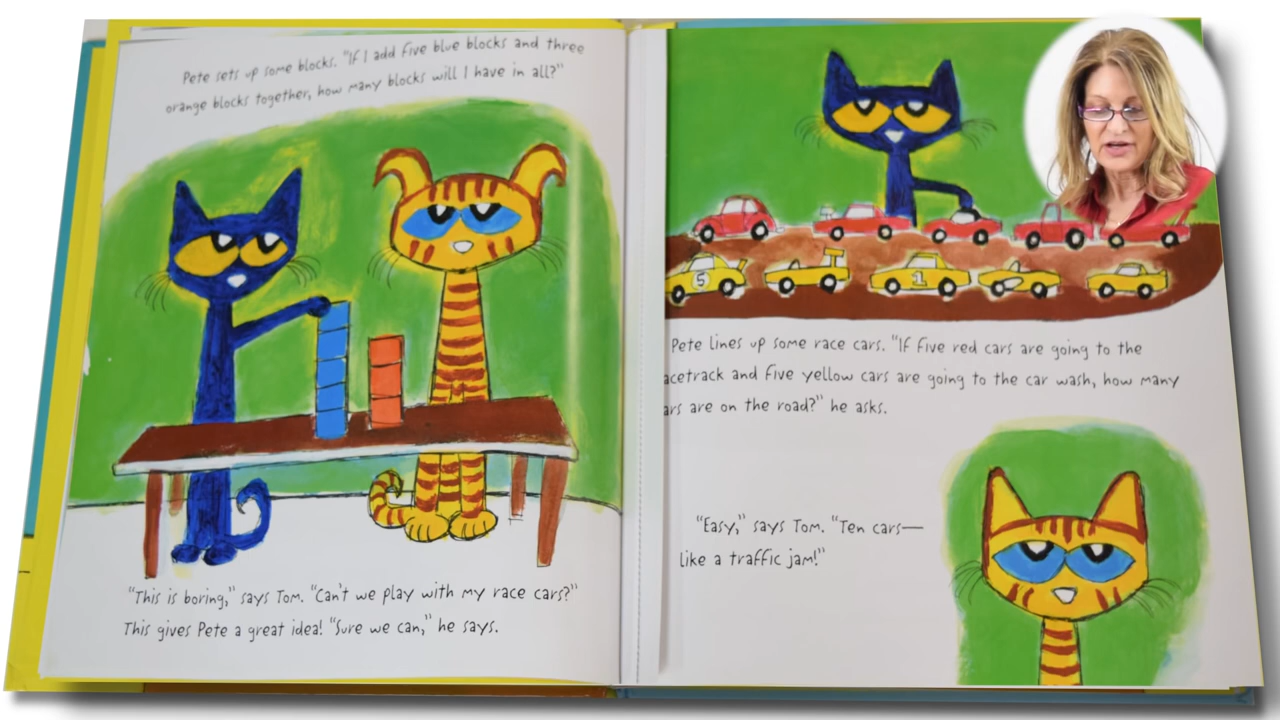 Pete sets up some blocks. "If I add five blue blocks and three
orange blocks together, how many blocks will I have in all?"
"This is boring," says Tom. "Can't we play with my race cars?"
This gives Pete a great idea! "Sure we can," he says.
5
1
Pete lines up some race cars. "If five red cars are going to the
acetrack and five yellow cars are going to the car wash, how many
ars are on the road?" he asks.
"Easy," says Tom. "Ten cars—
like a traffic jam!"